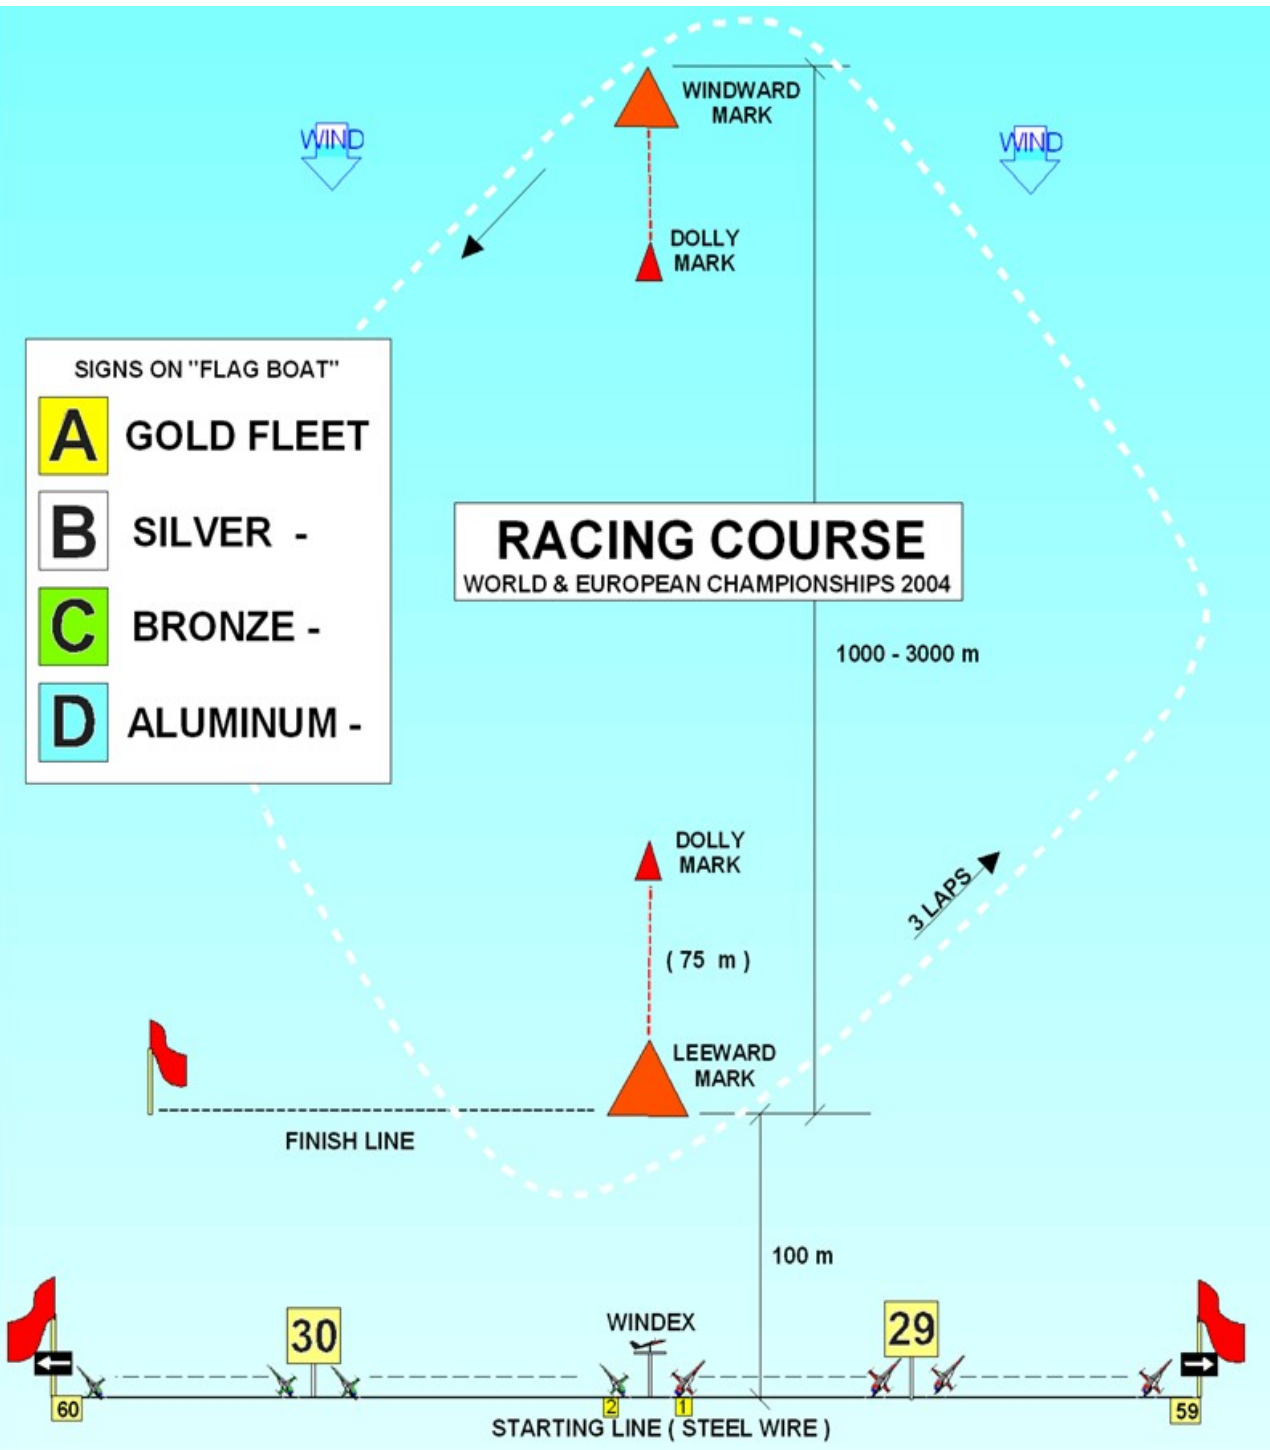 WINDWARD
MARK
WIND
WIND
DOLLY
MARK
SIGNS ON "FLAG BOAT"
A GOLD FLEET
B SILVER -
C BRONZE -
D ALUMINUM -
RACING COURSE
WORLD & EUROPEAN CHAMPIONSHIPS 2004
1000 - 3000 m
DOLLY
MARK
3 LAPS
( 75 m )
LEEWARD
MARK
FINISH LINE
100 m
30
WINDEX
29
60
2
1
59
STARTING LINE ( STEEL WIRE )